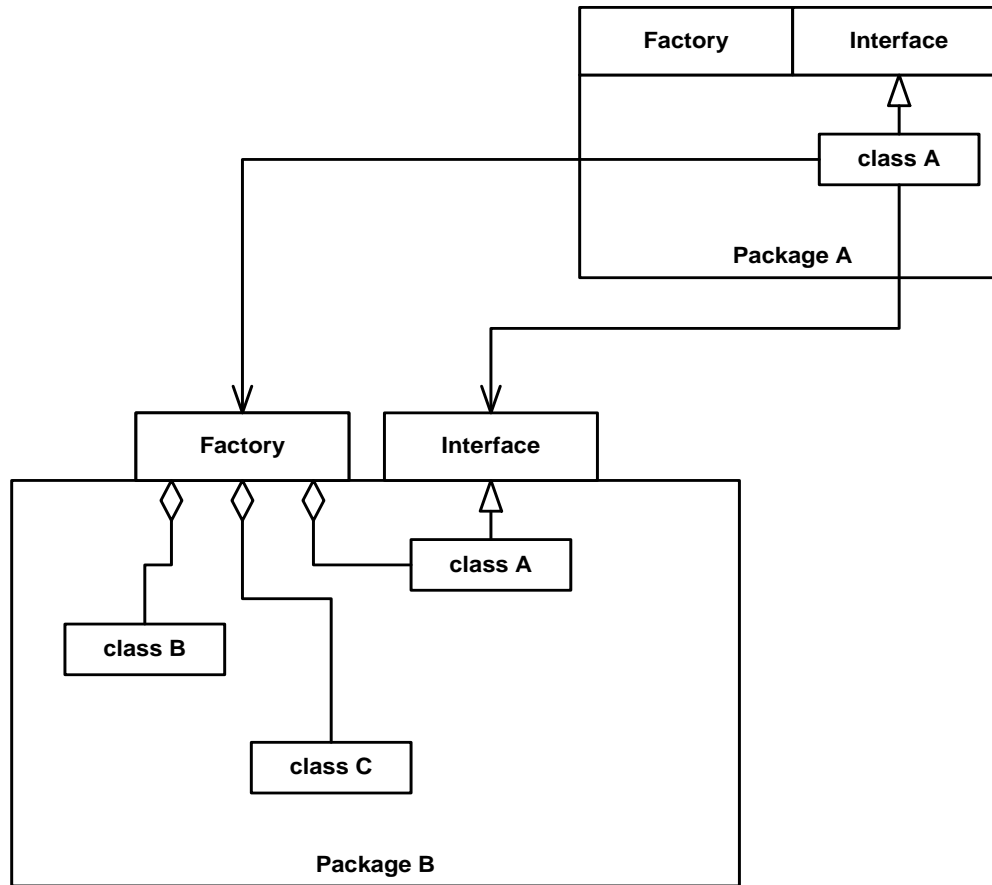 Factory
Interface
class A
Package A
Factory
Interface
class A
class B
class C
Package B